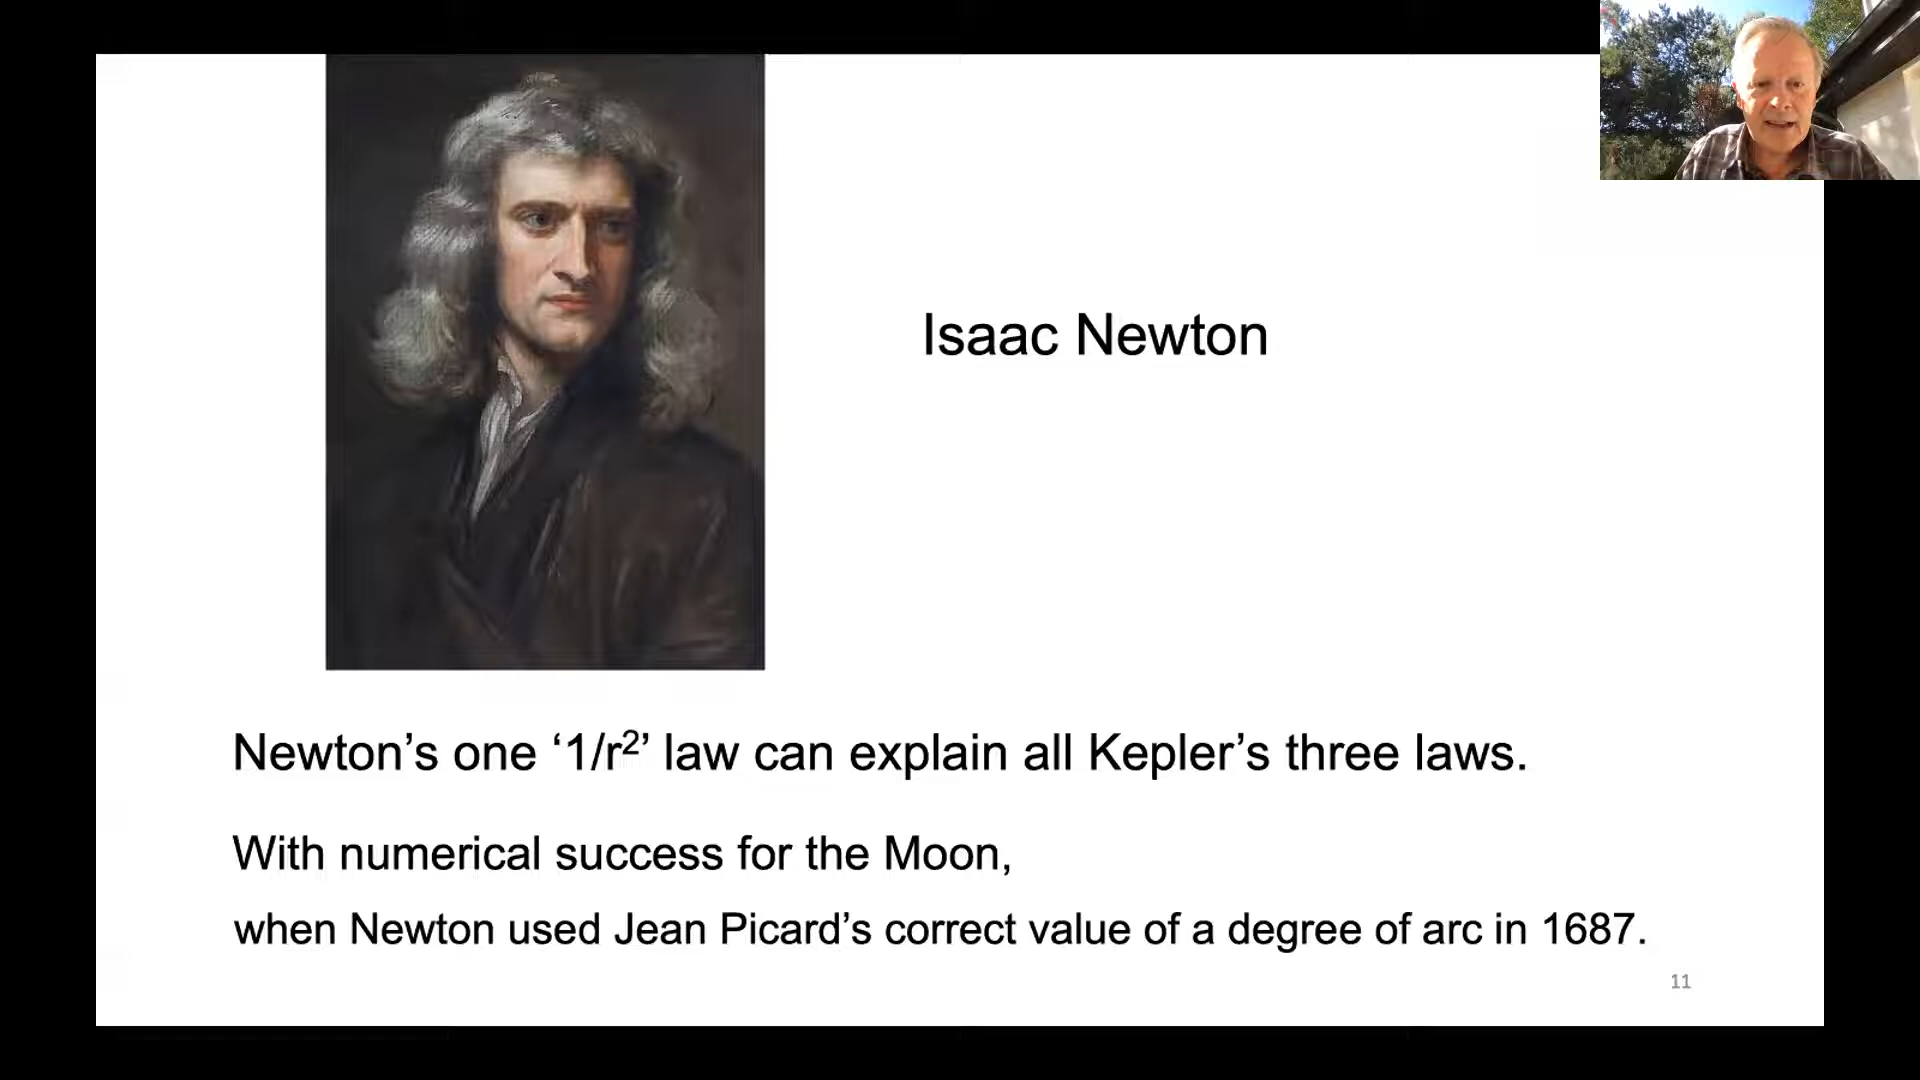 Isaac Newton
Newton’s one ‘1/r²’ law can explain all Kepler’s three laws.
With numerical success for the Moon,
when Newton used Jean Picard’s correct value of a degree of arc in 1687.
11